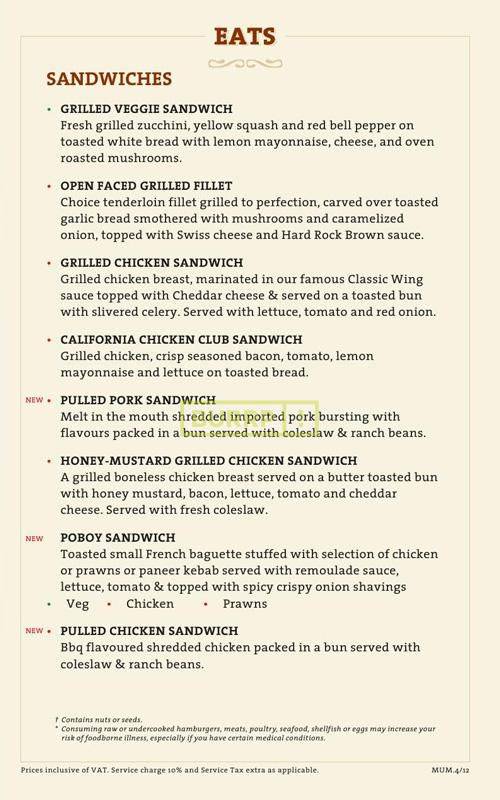 EATS
SANDWICHES
• GRILLED VEGGIE SANDWICH
Fresh grilled zucchini, yellow squash and red bell pepper on
toasted white bread with lemon mayonnaise, cheese, and oven
roasted mushrooms.
• OPEN FACED GRILLED FILLET
Choice tenderloin fillet grilled to perfection, carved over toasted
garlic bread smothered with mushrooms and caramelized
onion, topped with Swiss cheese and Hard Rock Brown sauce.
• GRILLED CHICKEN SANDWICH
Grilled chicken breast, marinated in our famous Classic Wing
sauce topped with Cheddar cheese & served on a toasted bun
with slivered celery. Served with lettuce, tomato and red onion.
• CALIFORNIA CHICKEN CLUB SANDWICH
Grilled chicken, crisp seasoned bacon, tomato, lemon
mayonnaise and lettuce on toasted bread.
NEW • PULLED PORK SANDWICH
Melt in the mouth shredded imported pork bursting with
flavours packed in a bun served with coleslaw & ranch beans.
BURRP!
• HONEY-MUSTARD GRILLED CHICKEN SANDWICH
A grilled boneless chicken breast served on a butter toasted bun
with honey mustard, bacon, lettuce, tomato and cheddar
cheese. Served with fresh coleslaw.
NEW POBOY SANDWICH
Toasted small French baguette stuffed with selection of chicken
or prawns or paneer kebab served with remoulade sauce,
lettuce, tomato & topped with spicy crispy onion shavings
• Veg • Chicken • Prawns
NEW • PULLED CHICKEN SANDWICH
Bbq flavoured shredded chicken packed in a bun served with
coleslaw & ranch beans.
† Contains nuts or seeds.
* Consuming raw or undercooked hamburgers, meats, poultry, seafood, shellfish or eggs may increase your
risk of foodborne illness, especially if you have certain medical conditions.
Prices inclusive of VAT. Service charge 10% and Service Tax extra as applicable. MUM.4/12